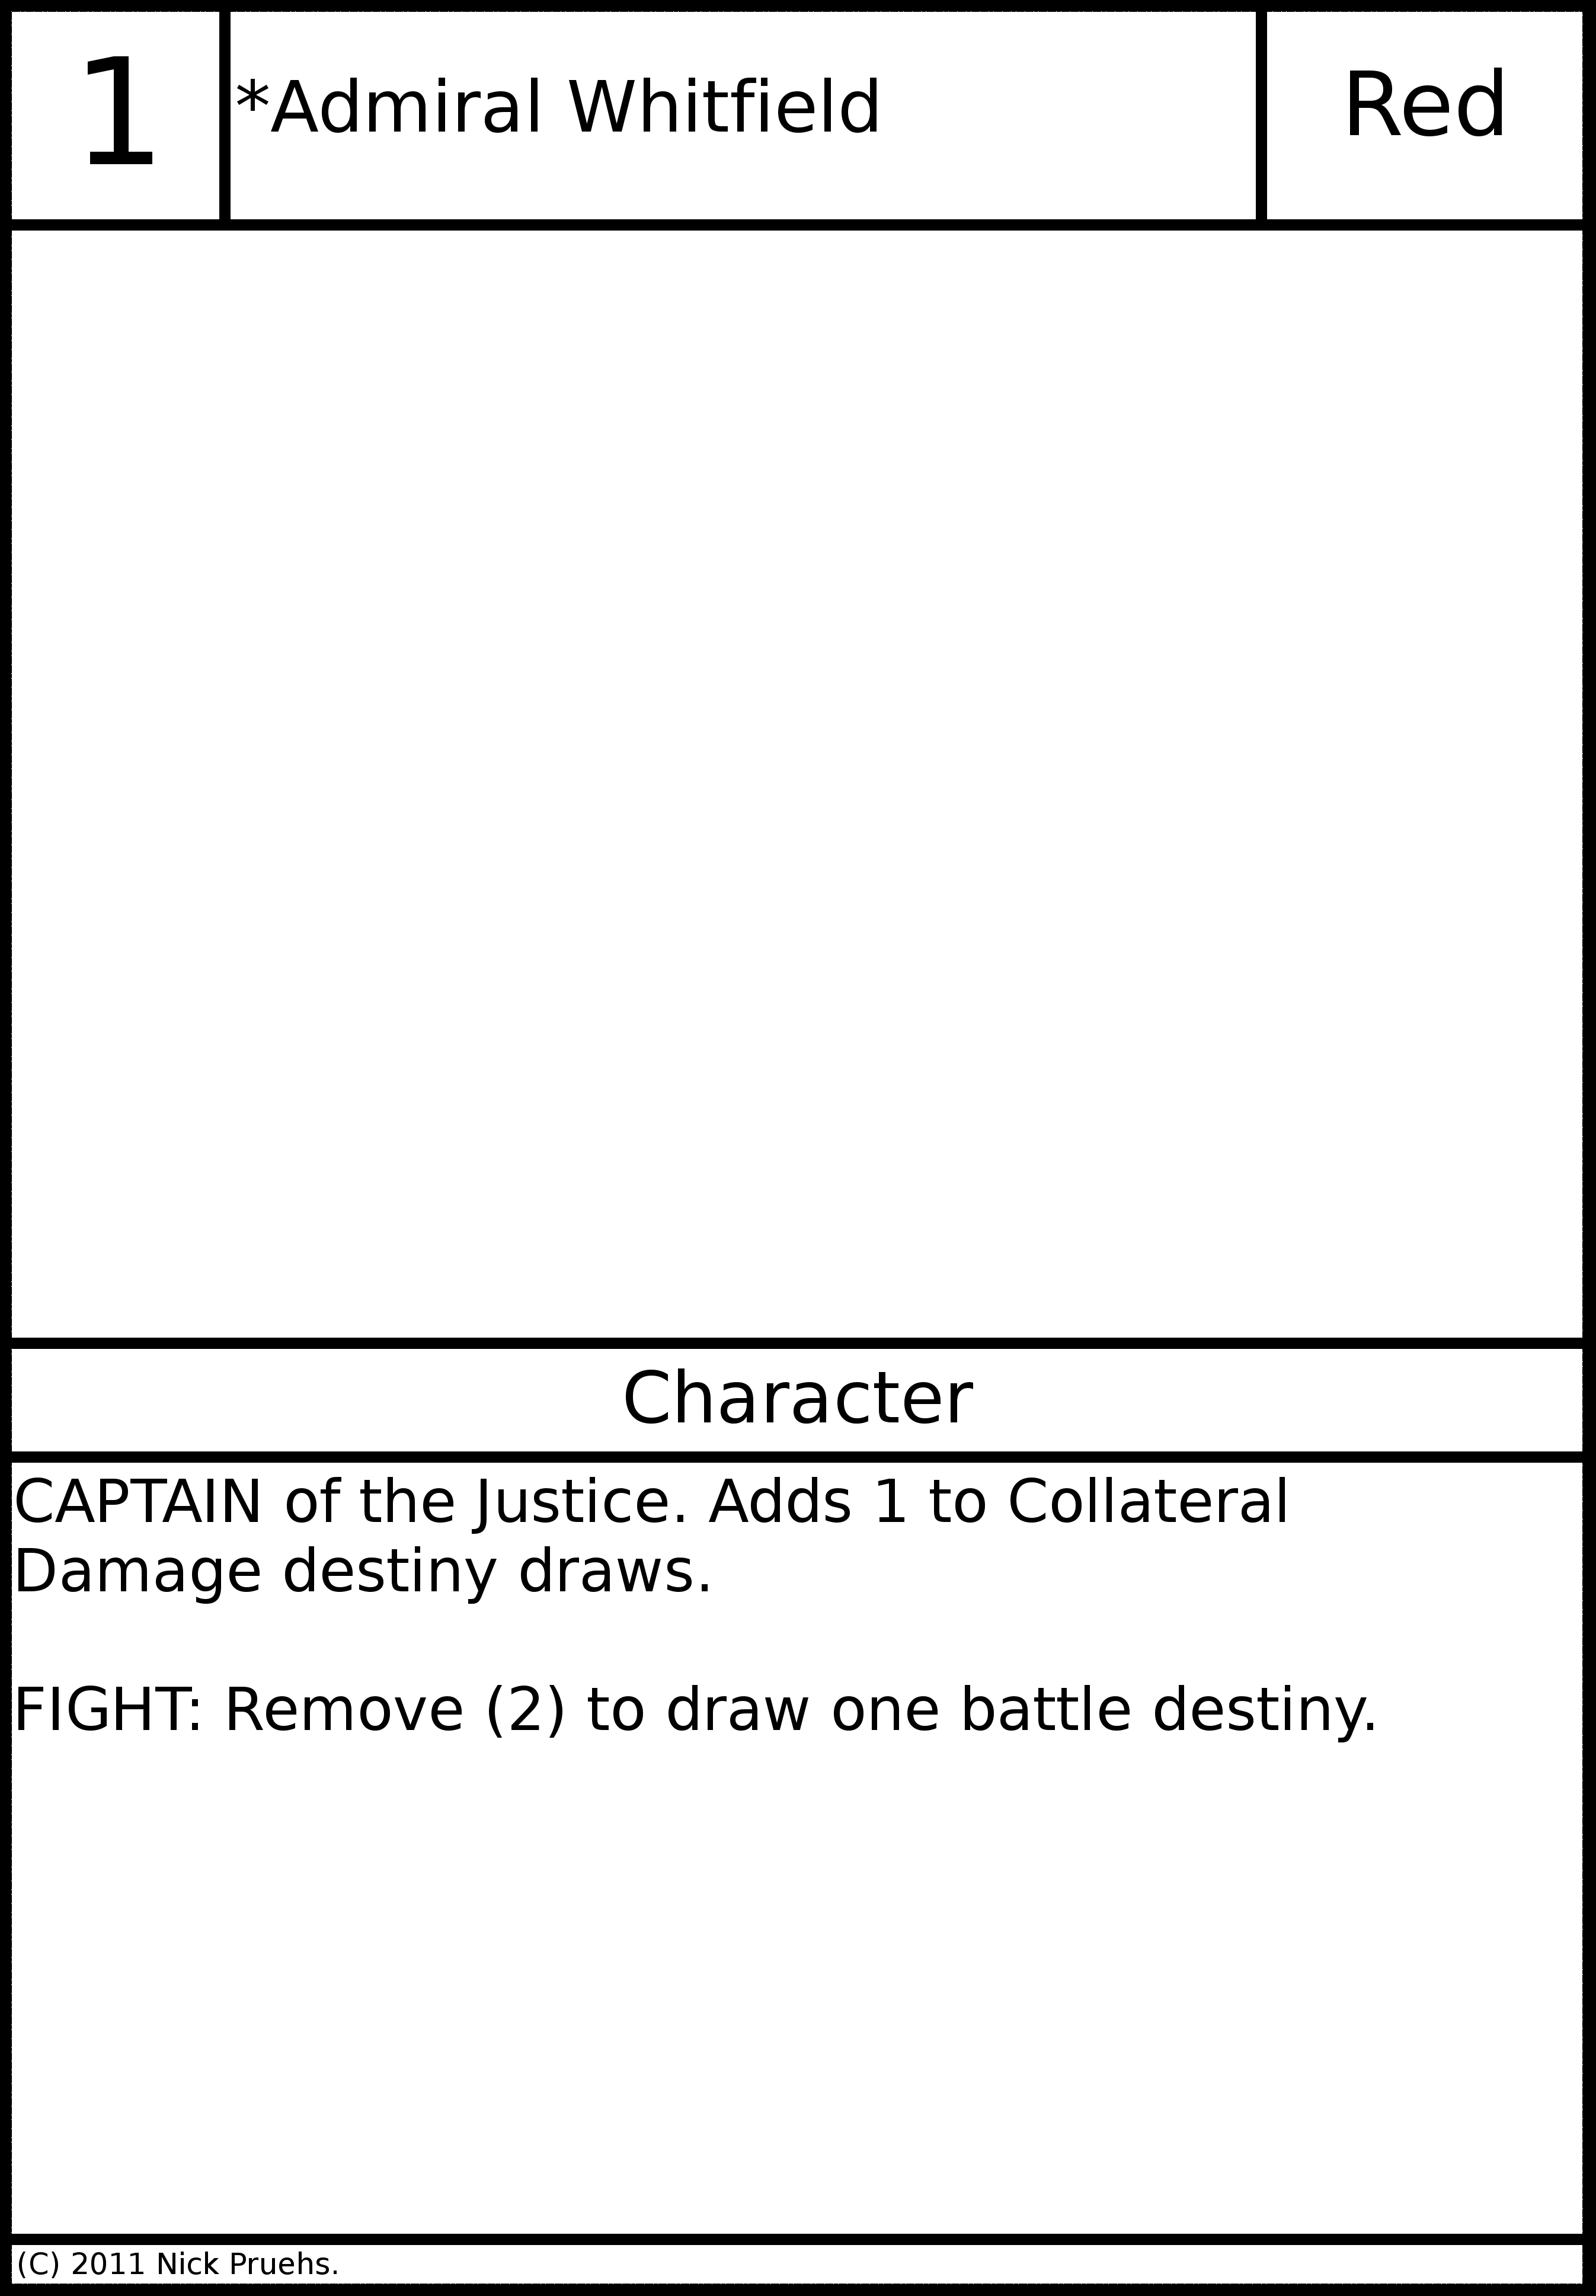 1
*Admiral Whitfield
Red
Character
CAPTAIN of the Justice. Adds 1 to Collateral
Damage destiny draws.
FIGHT: Remove (2) to draw one battle destiny.
(C) 2011 Nick Pruehs.